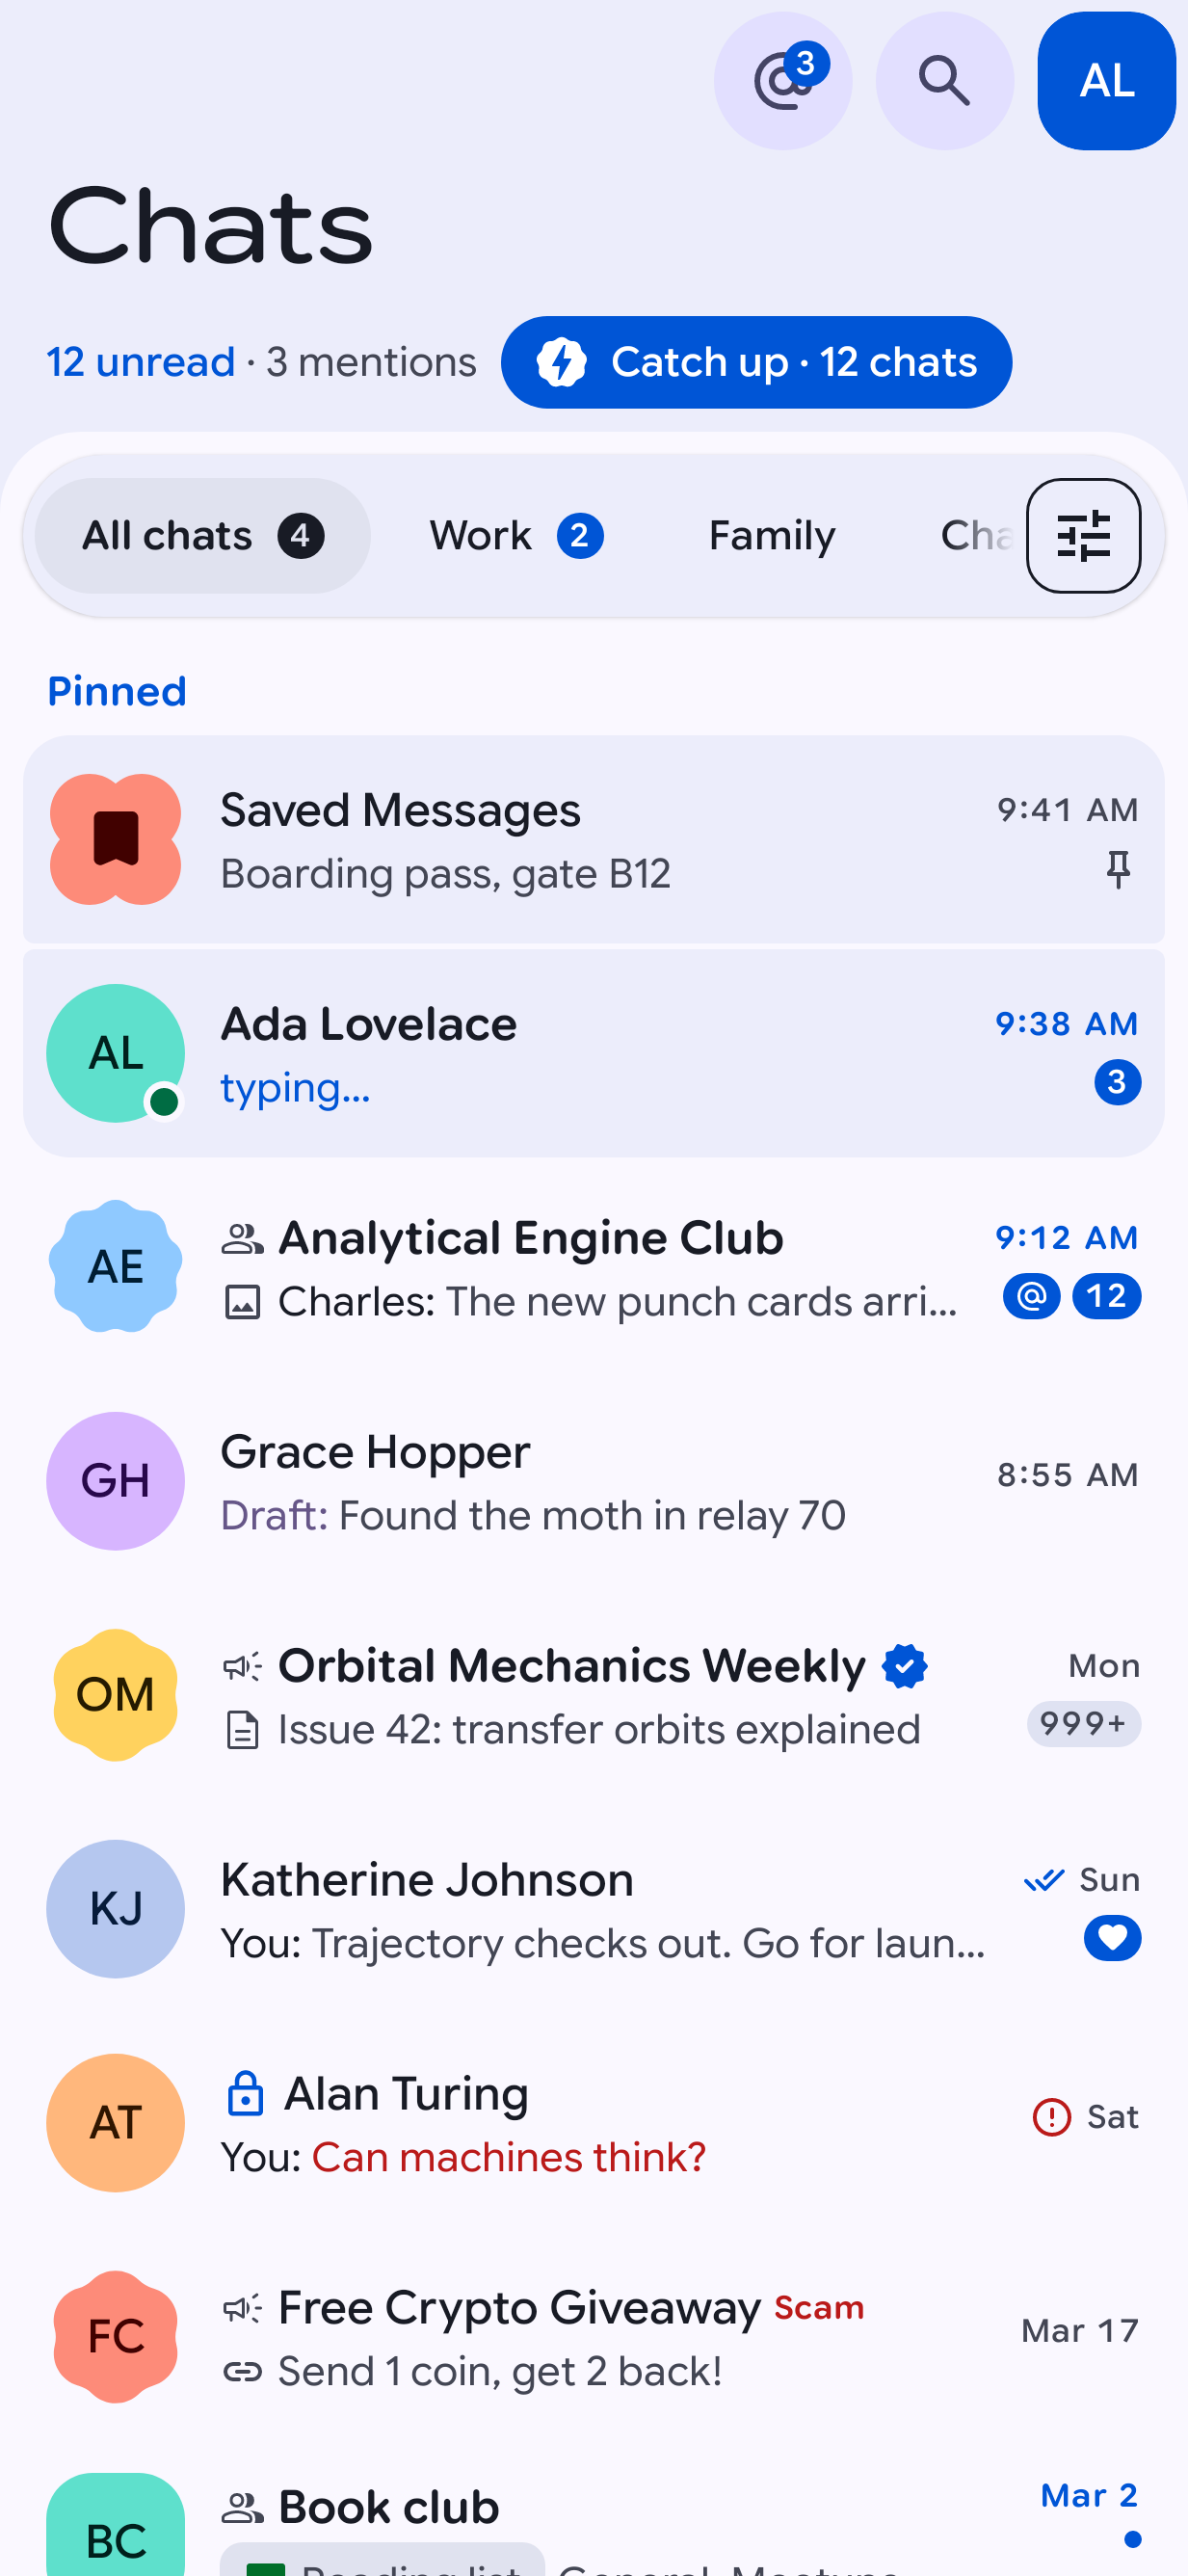 3
AL
Chats
12 unread · 3 mentions
Catch up · 12 chats
All chats 4
Work 2
Family
Cha
Pinned
Saved Messages
9:41 AM
Boarding pass, gate B12
AL
Ada Lovelace
9:38 AM
typing...
3
AE
Analytical Engine Club
9:12 AM
Charles: The new punch cards arri...
@ 12
GH
Grace Hopper
8:55 AM
Draft: Found the moth in relay 70
OM
Orbital Mechanics Weekly
Mon
Issue 42: transfer orbits explained
999+
KJ
Katherine Johnson
Sun
You: Trajectory checks out. Go for laun...
AT
Alan Turing
Sat
You: Can machines think?
FC
Free Crypto Giveaway Scam
Mar 17
Send 1 coin, get 2 back!
BC
Book club
Mar 2